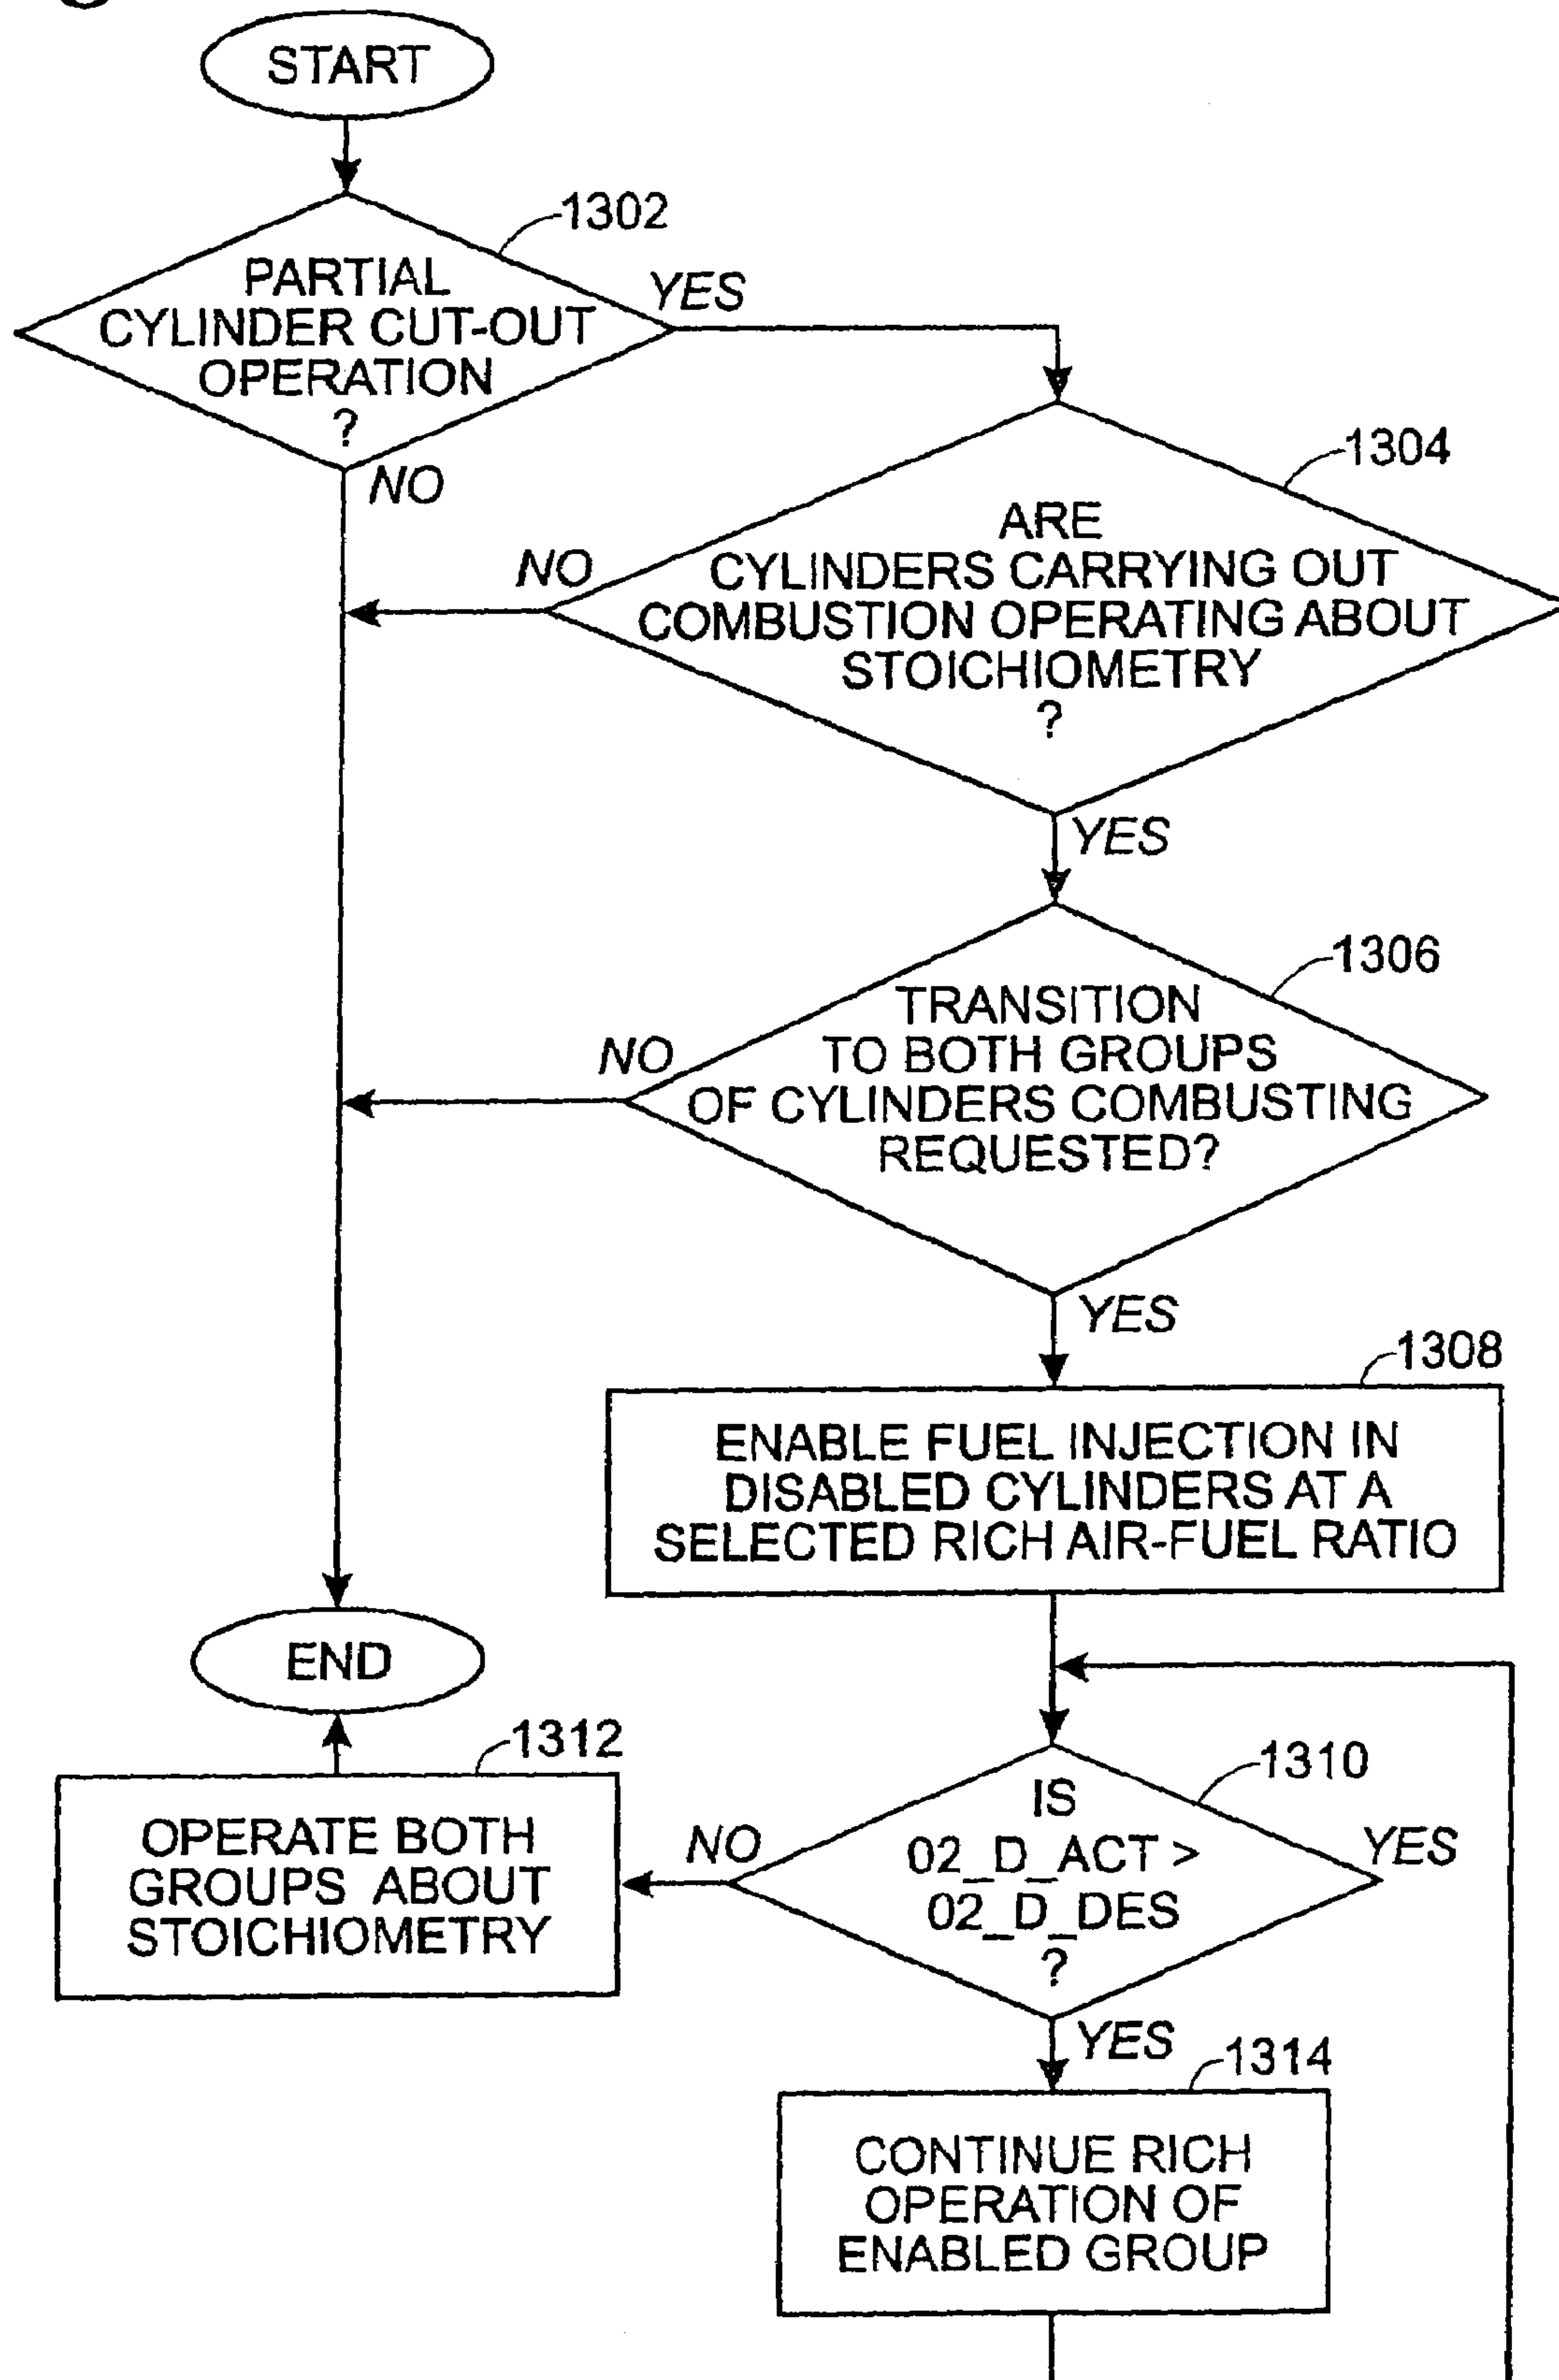 START
1302
PARTIAL
CYLINDER CUT-OUT
OPERATION
?
YES
NO
1304
ARE
CYLINDERS CARRYING OUT
COMBUSTION OPERATING ABOUT
STOICHIOMETRY
?
NO
YES
1306
TRANSITION
TO BOTH GROUPS
OF CYLINDERS COMBUSTING
REQUESTED?
NO
YES
1308
ENABLE FUEL INJECTION IN
DISABLED CYLINDERS AT A
SELECTED RICH AIR-FUEL RATIO
END
1312
OPERATE BOTH
GROUPS ABOUT
STOICHIOMETRY
1310
IS
02_D_ACT >
02_D_DES
?
NO
YES
YES
1314
CONTINUE RICH
OPERATION OF
ENABLED GROUP